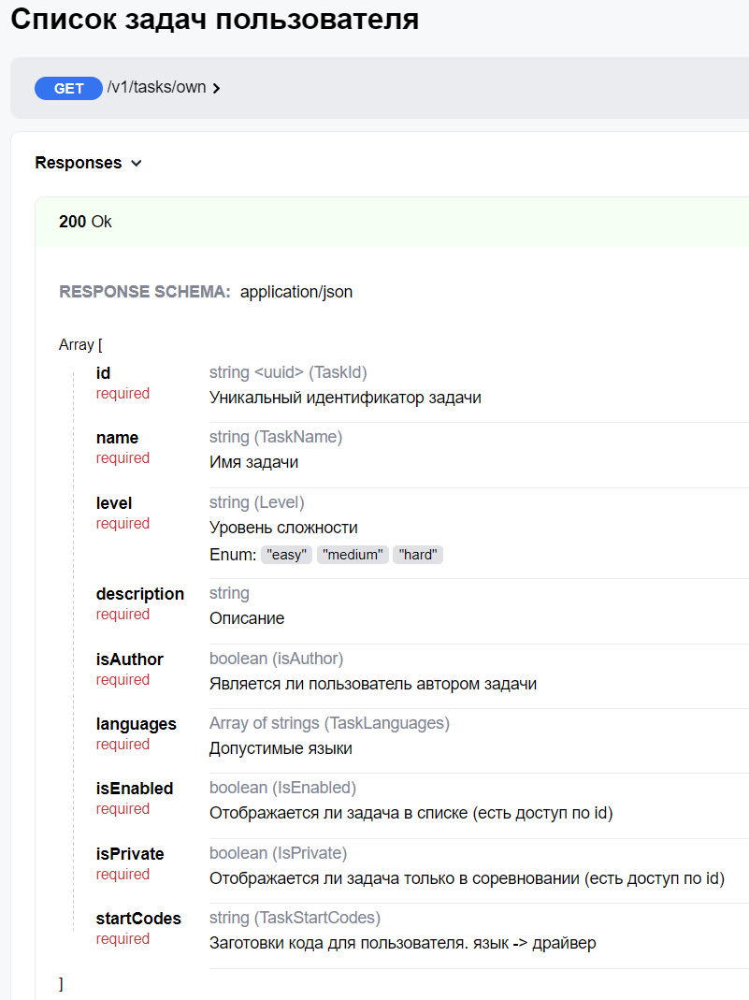 Список задач пользователя
GET /v1/tasks/own
Responses
200 Ok
RESPONSE SCHEMA: application/json
Array [
id string <uuid> (TaskId)
required Уникальный идентификатор задачи
name string (TaskName)
required Имя задачи
level string (Level)
required Уровень сложности
Enum: "easy" "medium" "hard"
description string
required Описание
isAuthor boolean (isAuthor)
required Является ли пользователь автором задачи
languages Array of strings (TaskLanguages)
required Допустимые языки
isEnabled boolean (IsEnabled)
required Отображается ли задача в списке (есть доступ по id)
isPrivate boolean (IsPrivate)
required Отображается ли задача только в соревновании (есть доступ по id)
startCodes string (TaskStartCodes)
required Заготовки кода для пользователя. язык -> драйвер
]